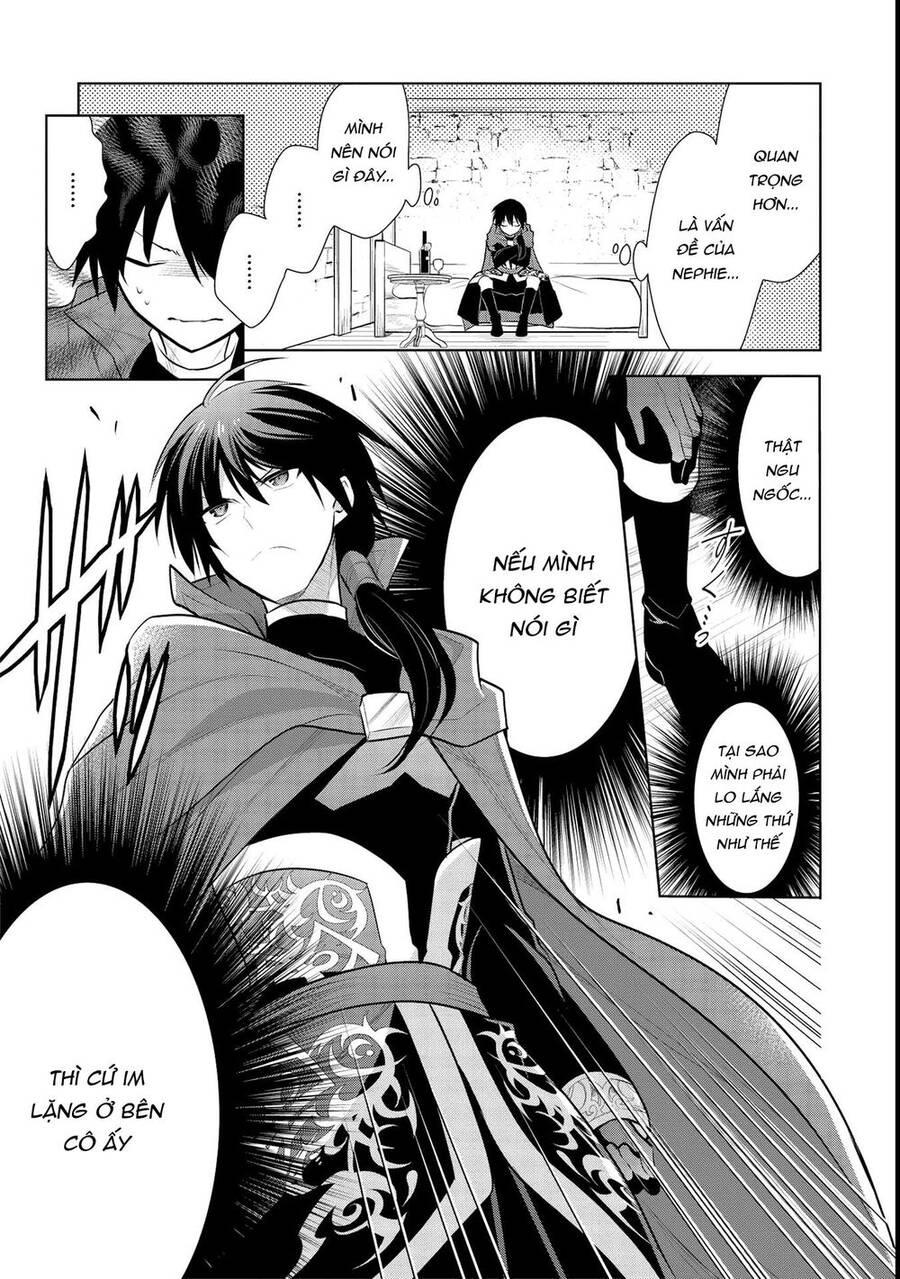 QUAN
TRỌNG
HƠN...
LÀ VẤN
ĐỀ CỦA
NEPHIE...
MÌNH
NÊN NÓI
GÌ ĐÂY...
THẬT
NGU
NGỐC...
TẠI SAO
MÌNH PHẢI
LO LẮNG
NHỮNG THỨ
NHƯ THẾ
NẾU MÌNH
KHÔNG BIẾT
NÓI GÌ
THÌ CỨ IM
LẶNG Ở BÊN
CÔ ẤY